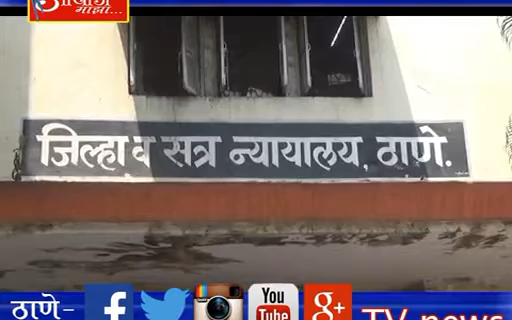 माझा...
जिल्हा व सत्र न्यायालय, ठाणे.
ठाणे-
You
Tube
g+
TV news